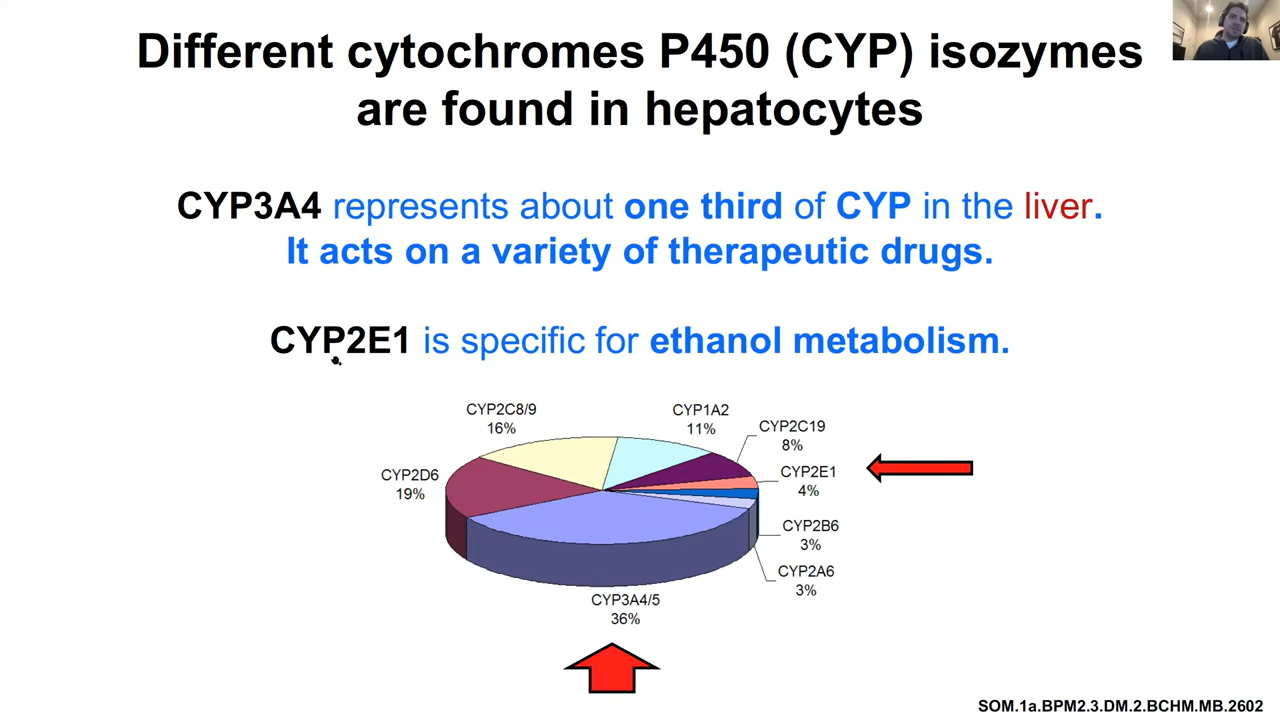 Different cytochromes P450 (CYP) isozymes
are found in hepatocytes
CYP3A4 represents about one third of CYP in the liver.
It acts on a variety of therapeutic drugs.
CYP2E1 is specific for ethanol metabolism.
CYP2C8/9
16%
CYP1A2
11%
CYP2C19
8%
CYP2D6
19%
CYP2E1
4%
CYP2B6
3%
CYP2A6
3%
CYP3A4/5
36%
SOM.1a.BPM2.3.DM.2.BCHM.MB.2602